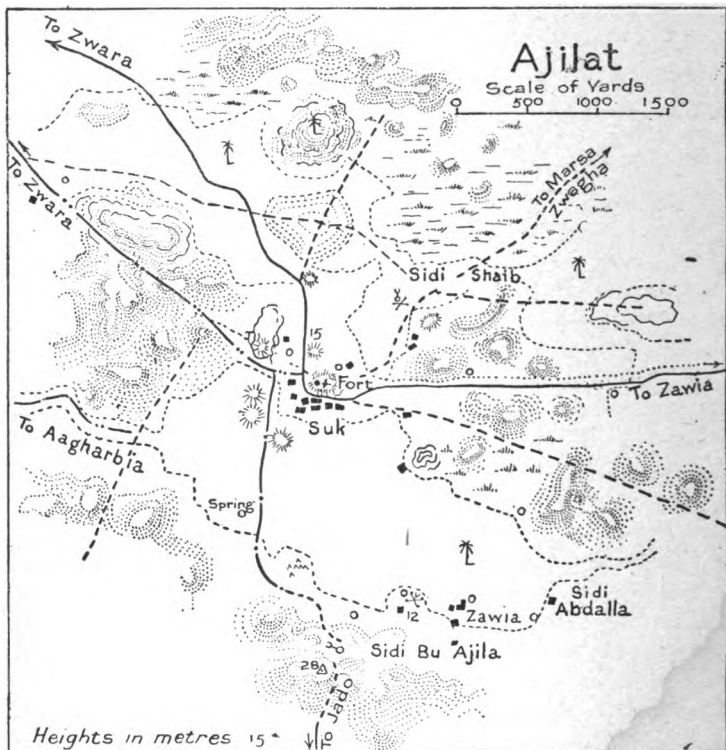 To Zwara
Ajilat
Scale of Yards
0 500 1000 1500
To Zwara
To Marsa
Zwagha
Sidi Shaib
15
Fort
To Zawia
Suk
To Aagharbia
Spring
12
Zawia
Sidi
Abdalla
Sidi Bu Ajila
28
To Jado
Heights in metres 15